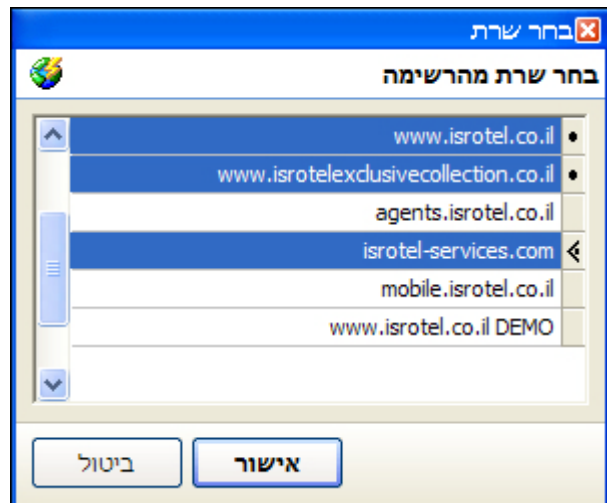 בחר שרת
בחר שרת מהרשימה
www.isrotel.co.il
www.isrotelexclusivecollection.co.il
agents.isrotel.co.il
isrotel-services.com
mobile.isrotel.co.il
www.isrotel.co.il DEMO
אישור
ביטול